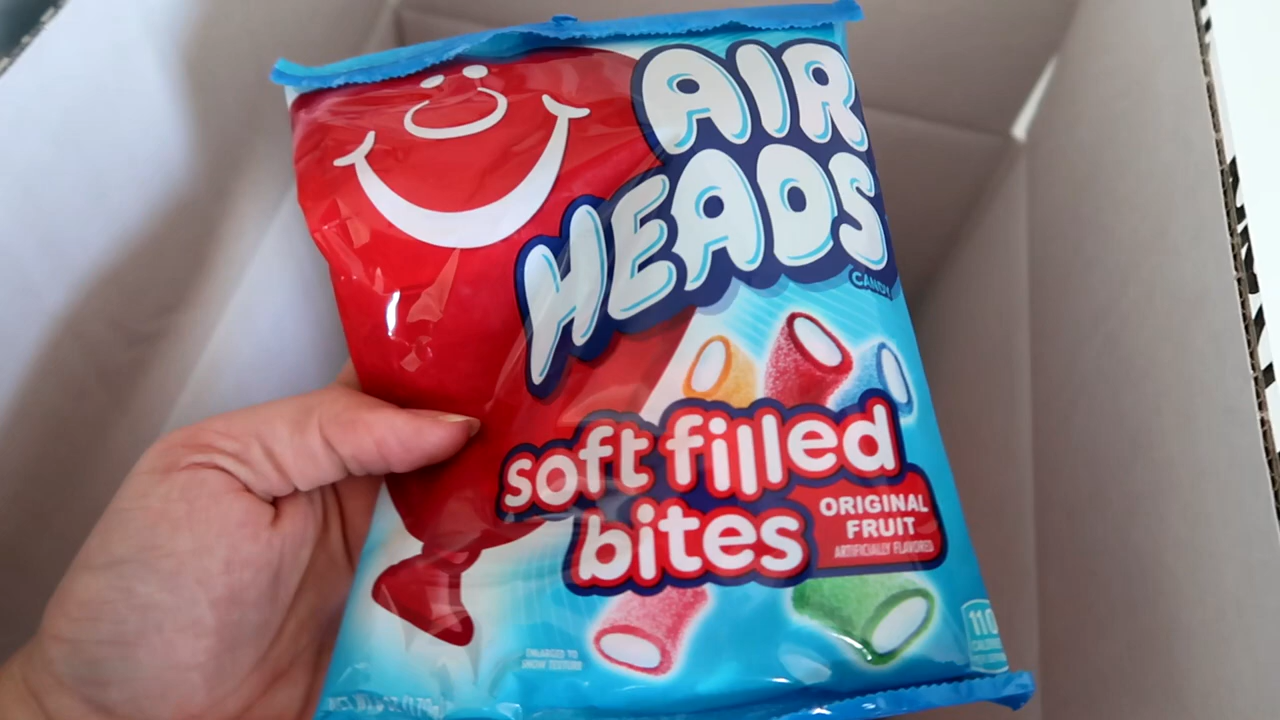 AIR
HEADS
CANDY
soft filled
bites
ORIGINAL
FRUIT
ARTIFICIALLY FLAVORED
ENLARGED TO
SHOW TEXTURE
110